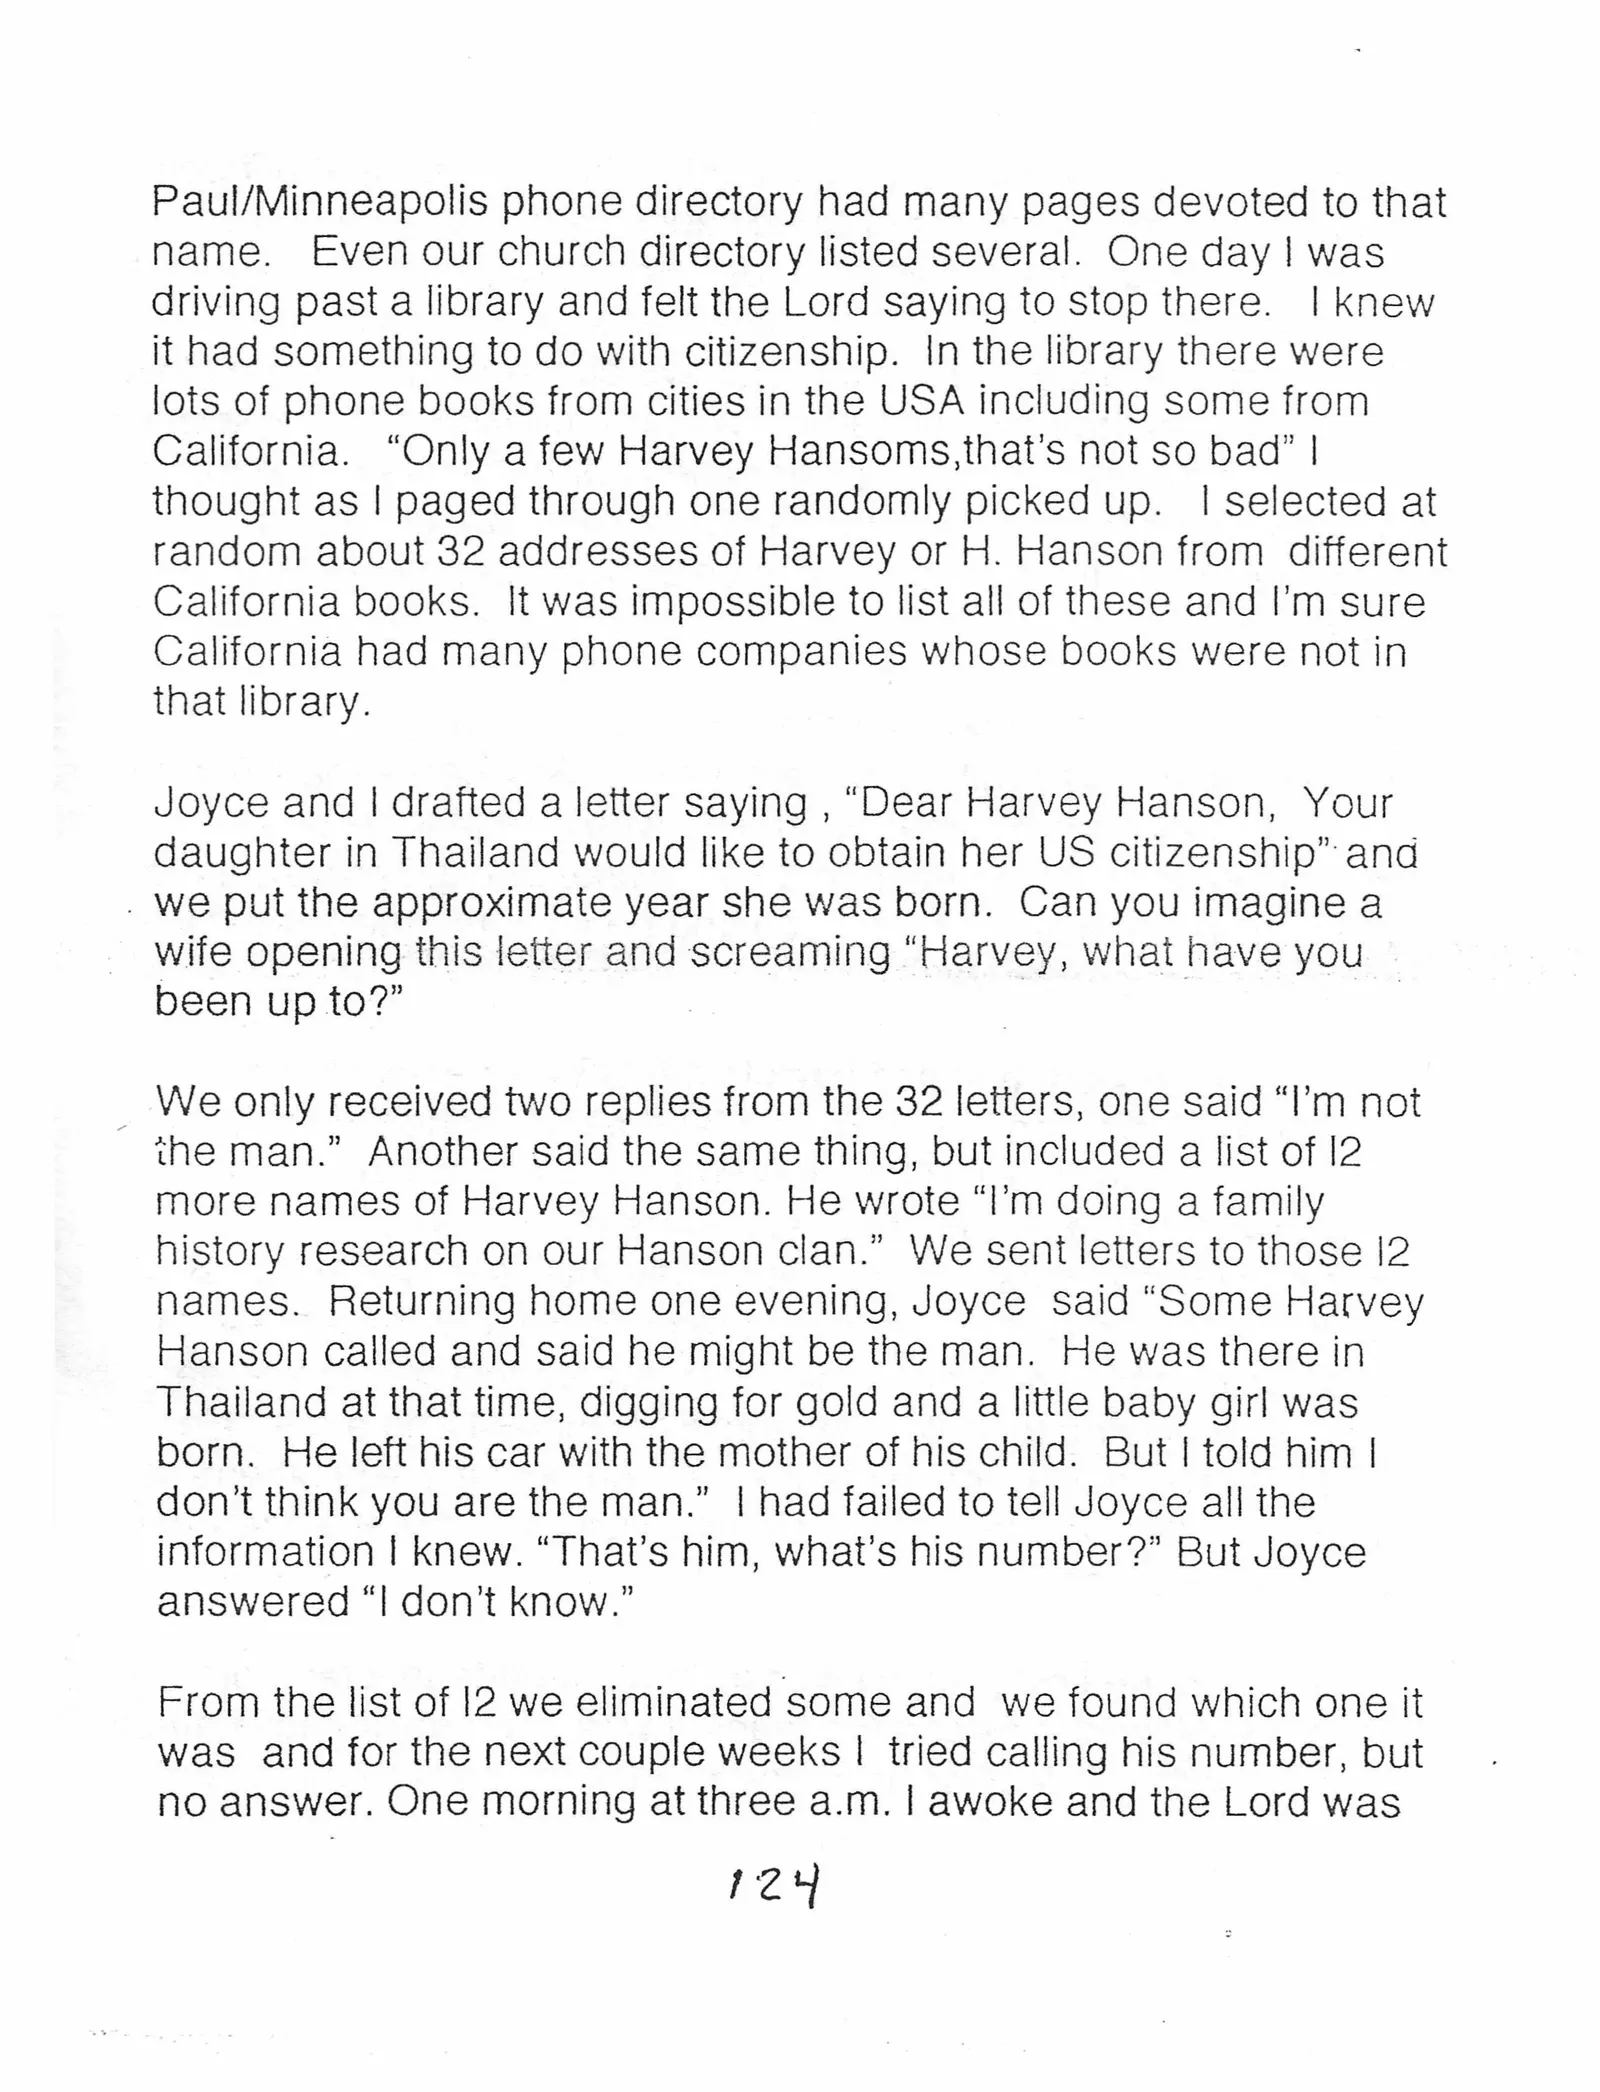 Paul/Minneapolis phone directory had many pages devoted to that
name. Even our church directory listed several. One day I was
driving past a library and felt the Lord saying to stop there. I knew
it had something to do with citizenship. In the library there were
lots of phone books from cities in the USA including some from
California. “Only a few Harvey Hansoms,that’s not so bad” I
thought as I paged through one randomly picked up. I selected at
random about 32 addresses of Harvey or H. Hanson from different
California books. It was impossible to list all of these and I’m sure
California had many phone companies whose books were not in
that library.

Joyce and I drafted a letter saying , “Dear Harvey Hanson, Your
daughter in Thailand would like to obtain her US citizenship” and
we put the approximate year she was born. Can you imagine a
wife opening this letter and screaming “Harvey, what have you
been up to?”

We only received two replies from the 32 letters, one said “I’m not
the man.” Another said the same thing, but included a list of l2
more names of Harvey Hanson. He wrote “I’m doing a family
history research on our Hanson clan.” We sent letters to those l2
names. Returning home one evening, Joyce said “Some Harvey
Hanson called and said he might be the man. He was there in
Thailand at that time, digging for gold and a little baby girl was
born. He left his car with the mother of his child. But I told him I
don’t think you are the man.” I had failed to tell Joyce all the
information I knew. “That’s him, what’s his number?” But Joyce
answered “I don’t know.”

From the list of l2 we eliminated some and we found which one it
was and for the next couple weeks I tried calling his number, but
no answer. One morning at three a.m. I awoke and the Lord was
124